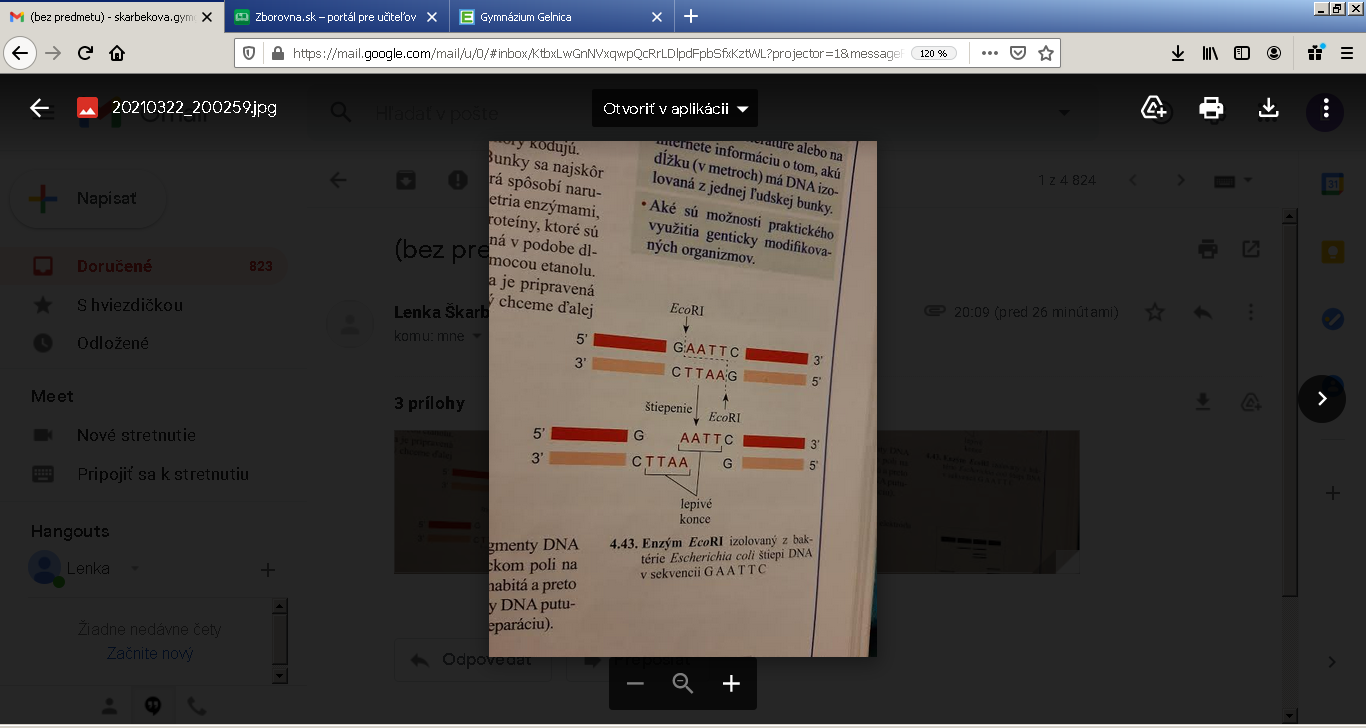 (bez predmetu) - skarbekova.gym
Zborovna.sk – portál pre učiteľov
Gymnázium Gelnica
https://mail.google.com/mail/u/0/#inbox/KtbxLwGnNVxqwpQcRrLDlpdFpbSfxKztWL?projector=1&message
120 %
20210322_200259.jpg
Otvoriť v aplikácii
Hľadať v pošte
Napísať
1 z 4 824
Doručené 823
S hviezdičkou
Odložené
Meet
Nové stretnutie
Pripojiť sa k stretnutiu
Hangouts
Lenka
Žiadne nedávne čety
Začnite nový
(bez pre
Lenka Škarb
20:09 (pred 26 minútami)
komu: mne
3 prílohy
Odpovedať
kódujú.
Bunky sa najskôr
rá spôsobí naru-
etria enzýmami,
roteíny, ktoré sú
ná v podobe dl-
mocou etanolu.
a je pripravená
ý chceme ďalej
alebo na
internete informáciu o tom, akú
dĺžku (v metroch) má DNA izo-
lovaná z jednej ľudskej bunky.
• Aké sú možnosti praktického
využitia genticky modifikova-
ných organizmov.
EcoRI
5' G A A T T C 3'
3' C T T A A G 5'
štiepenie
EcoRI
5' G A A T T C 3'
3' C T T A A G 5'
lepivé
konce
4.43. Enzým EcoRI izolovaný z bak-
térie Escherichia coli štiepi DNA
v sekvencii G A A T T C
gmenty DNA
ckom poli na
nabitá a preto
y DNA putu-
eparáciu).